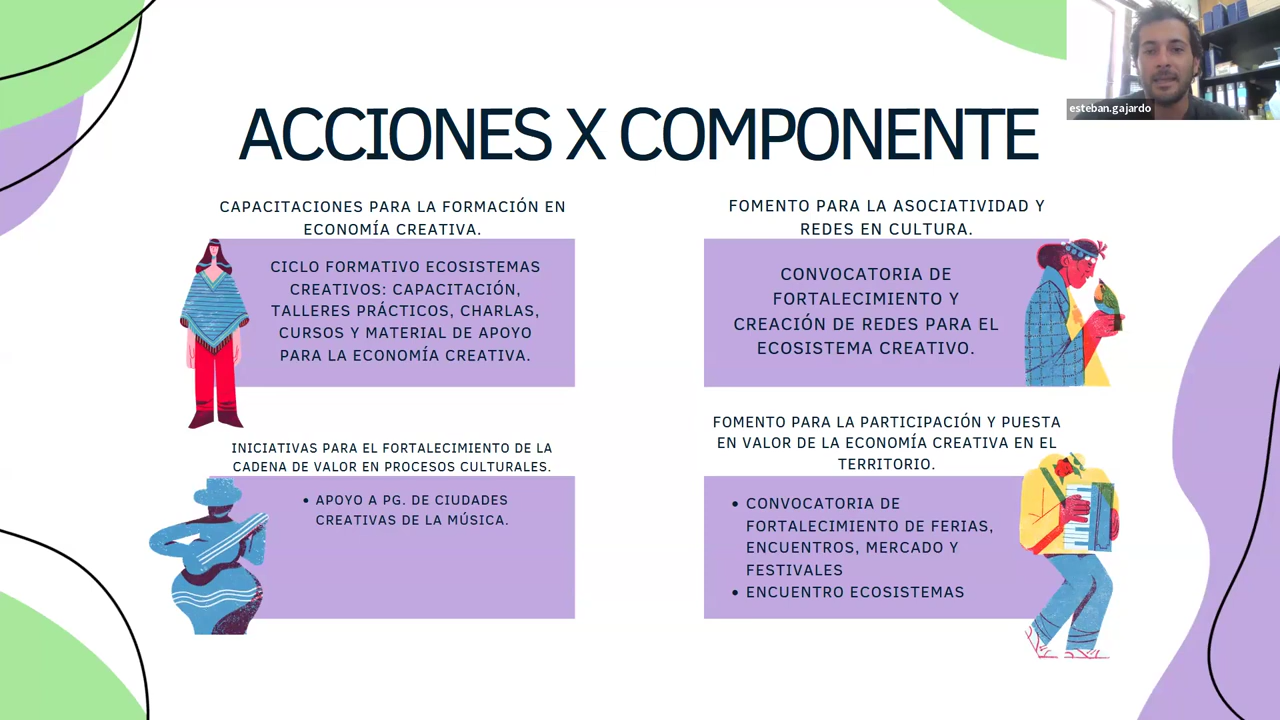 esteban.gajardo
ACCIONES X COMPONENTE
CAPACITACIONES PARA LA FORMACIÓN EN
ECONOMÍA CREATIVA.
CICLO FORMATIVO ECOSISTEMAS
CREATIVOS: CAPACITACIÓN,
TALLERES PRÁCTICOS, CHARLAS,
CURSOS Y MATERIAL DE APOYO
PARA LA ECONOMÍA CREATIVA.
FOMENTO PARA LA ASOCIATIVIDAD Y
REDES EN CULTURA.
CONVOCATORIA DE
FORTALECIMIENTO Y
CREACIÓN DE REDES PARA EL
ECOSISTEMA CREATIVO.
INICIATIVAS PARA EL FORTALECIMIENTO DE LA
CADENA DE VALOR EN PROCESOS CULTURALES.
• APOYO A PG. DE CIUDADES
CREATIVAS DE LA MÚSICA.
FOMENTO PARA LA PARTICIPACIÓN Y PUESTA
EN VALOR DE LA ECONOMÍA CREATIVA EN EL
TERRITORIO.
• CONVOCATORIA DE
FORTALECIMIENTO DE FERIAS,
ENCUENTROS, MERCADO Y
FESTIVALES
• ENCUENTRO ECOSISTEMAS